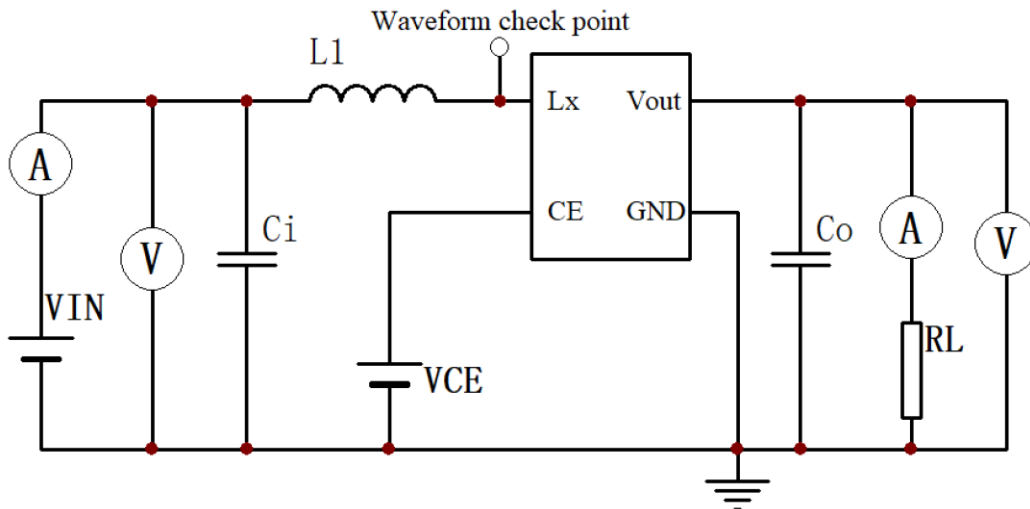 Waveform check point
L1
Lx
Vout
A
CE
GND
Ci
Co
A
V
V
VIN
RL
VCE